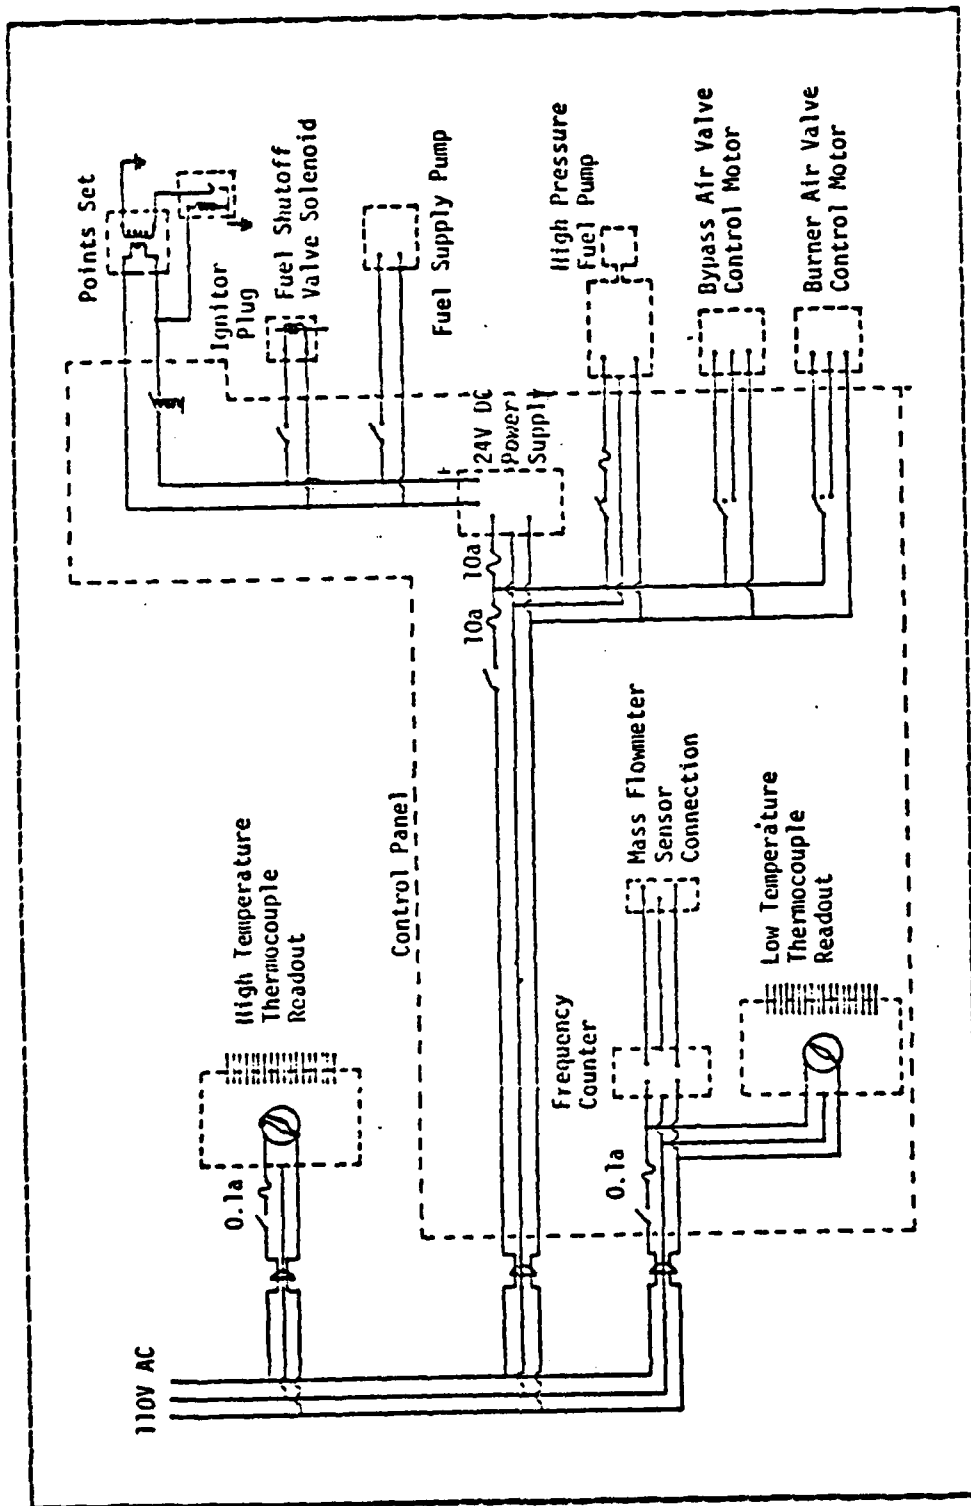 110V AC
0.1a
High Temperature
Thermocouple
Readout
Control Panel
Points Set
Ignitor
Plug
Fuel Shutoff
Valve Solenoid
Fuel Supply Pump
+
24V DC
Power
Supply
10a
10a
High Pressure
Fuel Pump
Bypass Air Valve
Control Motor
Burner Air Valve
Control Motor
Frequency
Counter
0.1a
Mass Flowmeter
Sensor
Connection
Low Temperature
Thermocouple
Readout